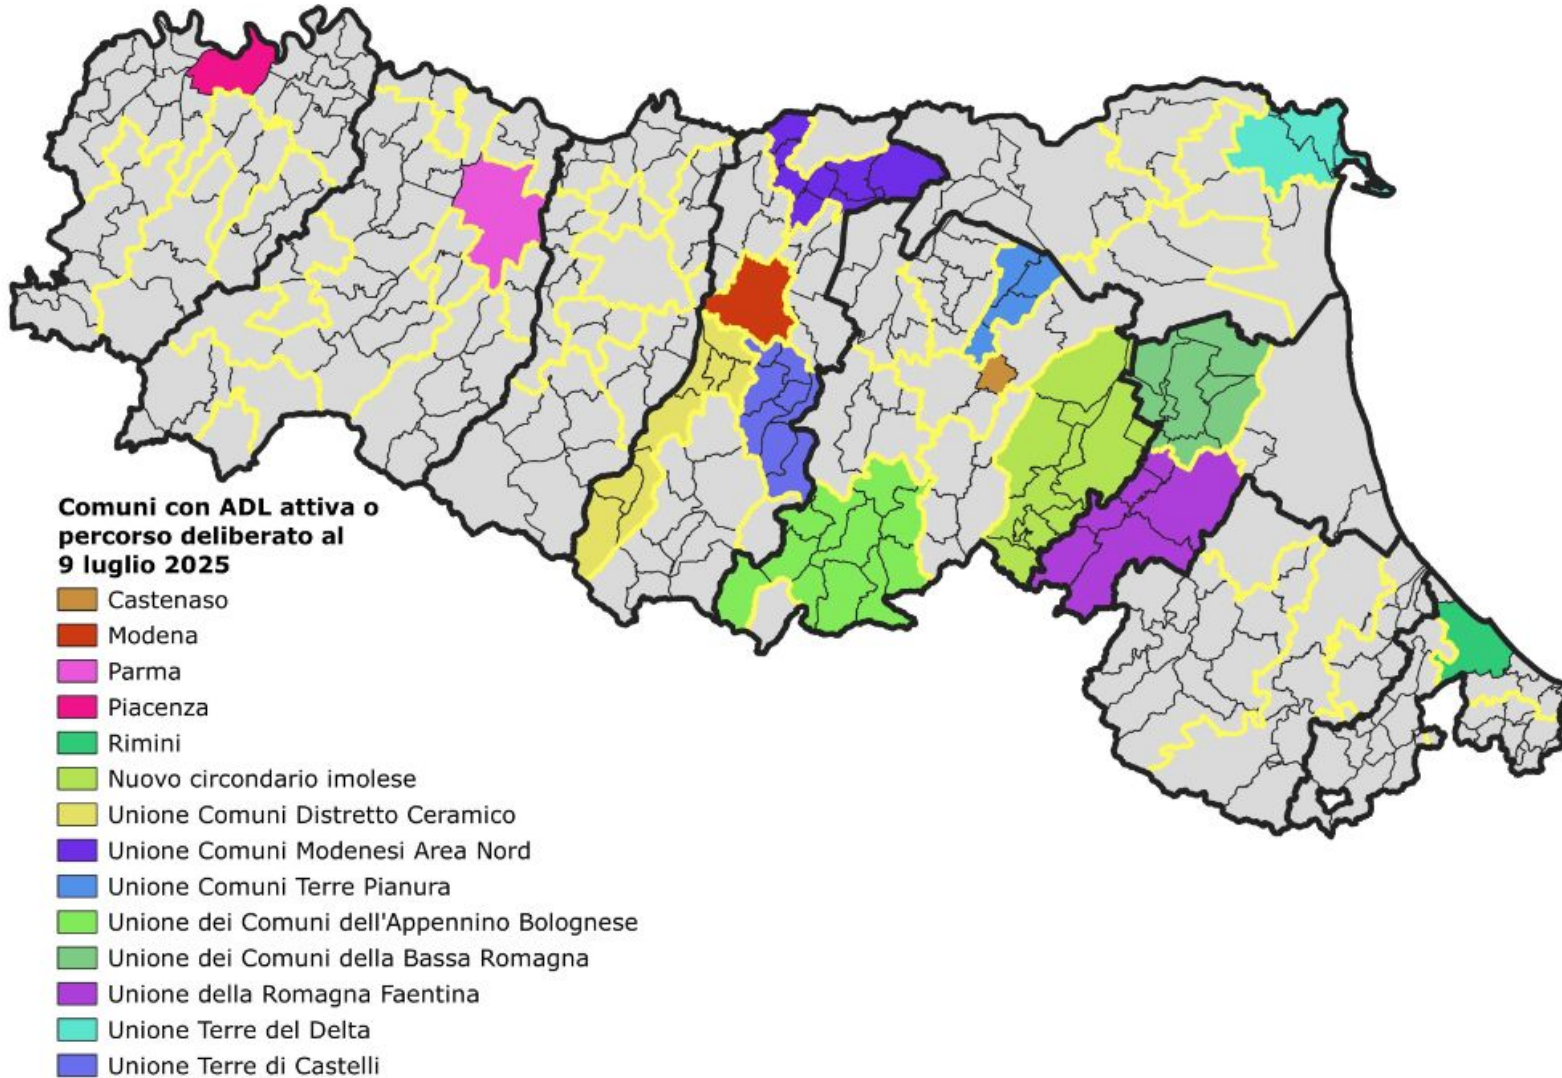 Comuni con ADL attiva o
percorso deliberato al
9 luglio 2025
Castenaso
Modena
Parma
Piacenza
Rimini
Nuovo circondario imolese
Unione Comuni Distretto Ceramico
Unione Comuni Modenesi Area Nord
Unione Comuni Terre Pianura
Unione dei Comuni dell'Appennino Bolognese
Unione dei Comuni della Bassa Romagna
Unione della Romagna Faentina
Unione Terre del Delta
Unione Terre di Castelli